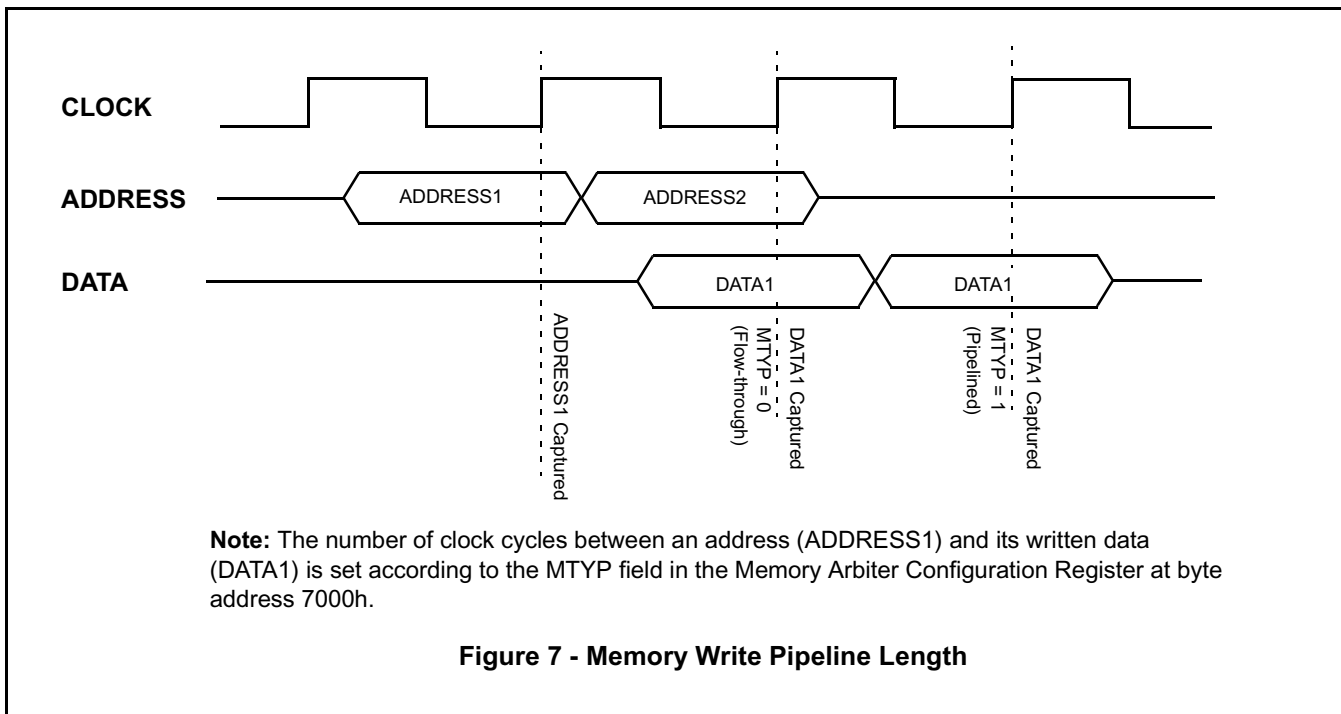 CLOCK
ADDRESS
ADDRESS1
ADDRESS2
DATA
DATA1
DATA1
ADDRESS1 Captured
DATA1 Captured
MTYP = 0
(Flow-through)
DATA1 Captured
MTYP = 1
(Pipelined)
Note: The number of clock cycles between an address (ADDRESS1) and its written data
(DATA1) is set according to the MTYP field in the Memory Arbiter Configuration Register at byte
address 7000h.
Figure 7 - Memory Write Pipeline Length